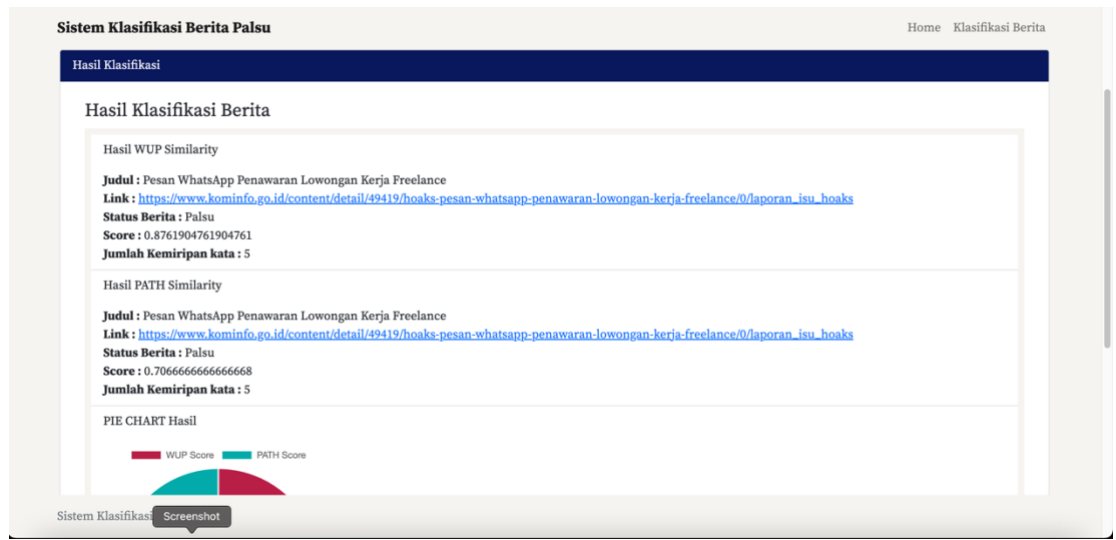 Sistem Klasifikasi Berita Palsu
Home Klasifikasi Berita
Hasil Klasifikasi
Hasil Klasifikasi Berita
Hasil WUP Similarity
Judul : Pesan WhatsApp Penawaran Lowongan Kerja Freelance
Link : https://www.kominfo.go.id/content/detail/49419/hoaks-pesan-whatsapp-penawaran-lowongan-kerja-freelance/0/laporan_isu_hoaks
Status Berita : Palsu
Score : 0.8761904761904761
Jumlah Kemiripan kata : 5
Hasil PATH Similarity
Judul : Pesan WhatsApp Penawaran Lowongan Kerja Freelance
Link : https://www.kominfo.go.id/content/detail/49419/hoaks-pesan-whatsapp-penawaran-lowongan-kerja-freelance/0/laporan_isu_hoaks
Status Berita : Palsu
Score : 0.7066666666666668
Jumlah Kemiripan kata : 5
PIE CHART Hasil
WUP Score PATH Score
Sistem Klasifikasi
Screenshot